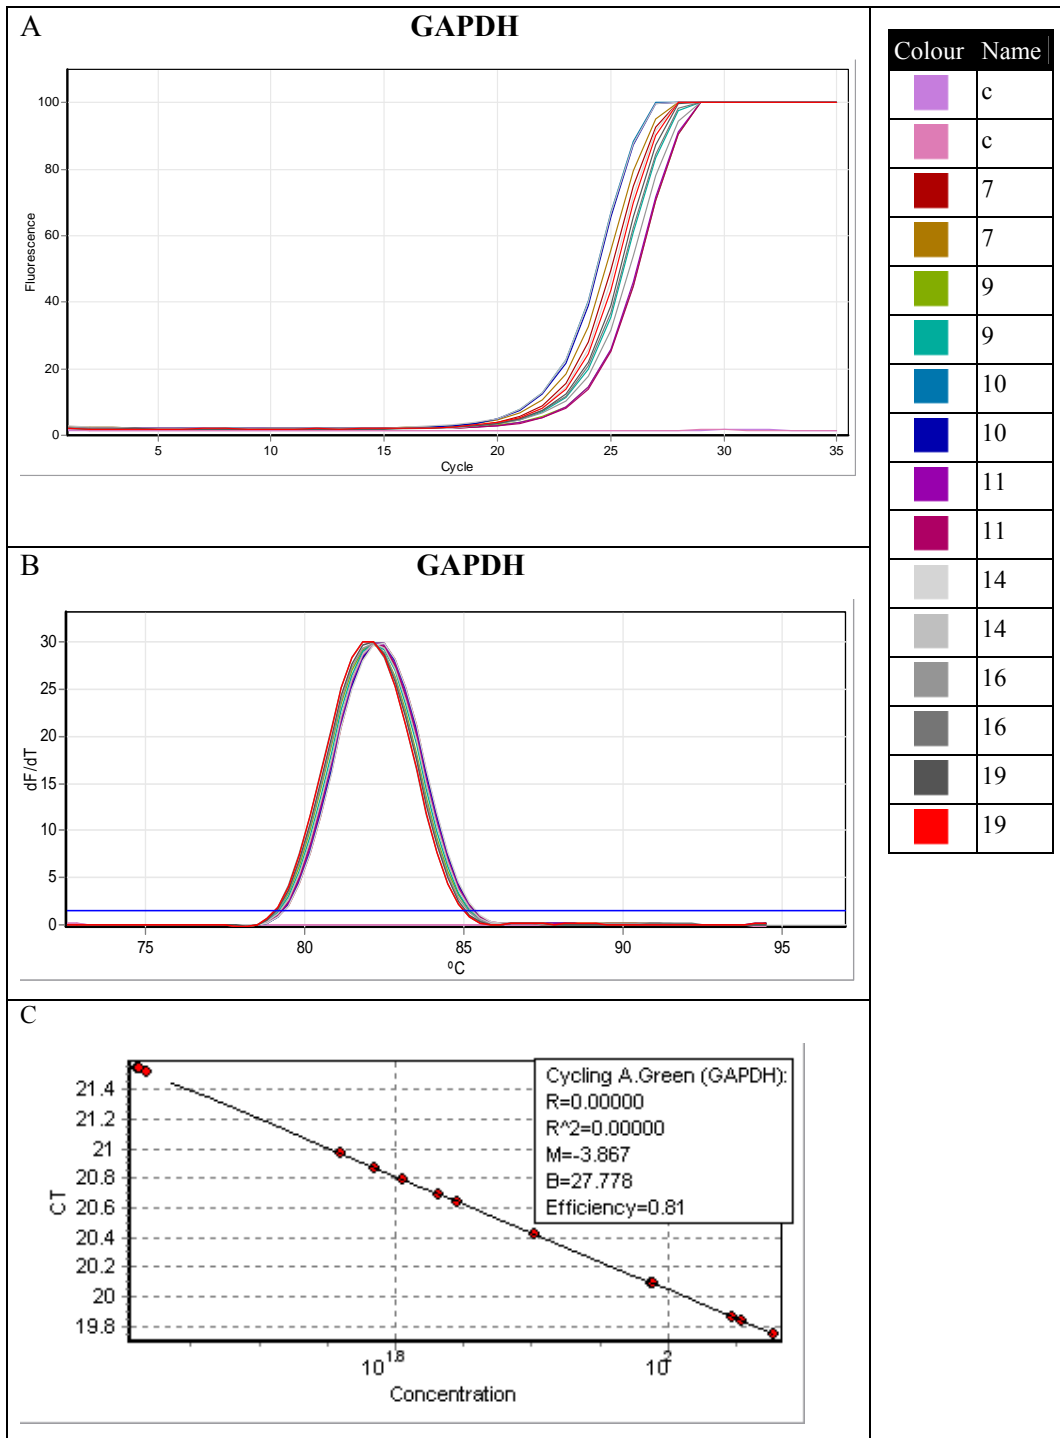 A
GAPDH
100
80
60
40
20
0
Fluorescence
5
10
15
20
25
30
35
Cycle
B
GAPDH
30
25
20
15
10
5
0
dF/dT
75
80
85
90
95
ºC
C
21.4
21.2
21
20.8
20.6
20.4
20.2
20
19.8
CT
Cycling A.Green (GAPDH):
R=0.00000
R^2=0.00000
M=-3.867
B=27.778
Efficiency=0.81
10^1.8
10^2
Concentration
Colour Name
c
c
7
7
9
9
10
10
11
11
14
14
16
16
19
19